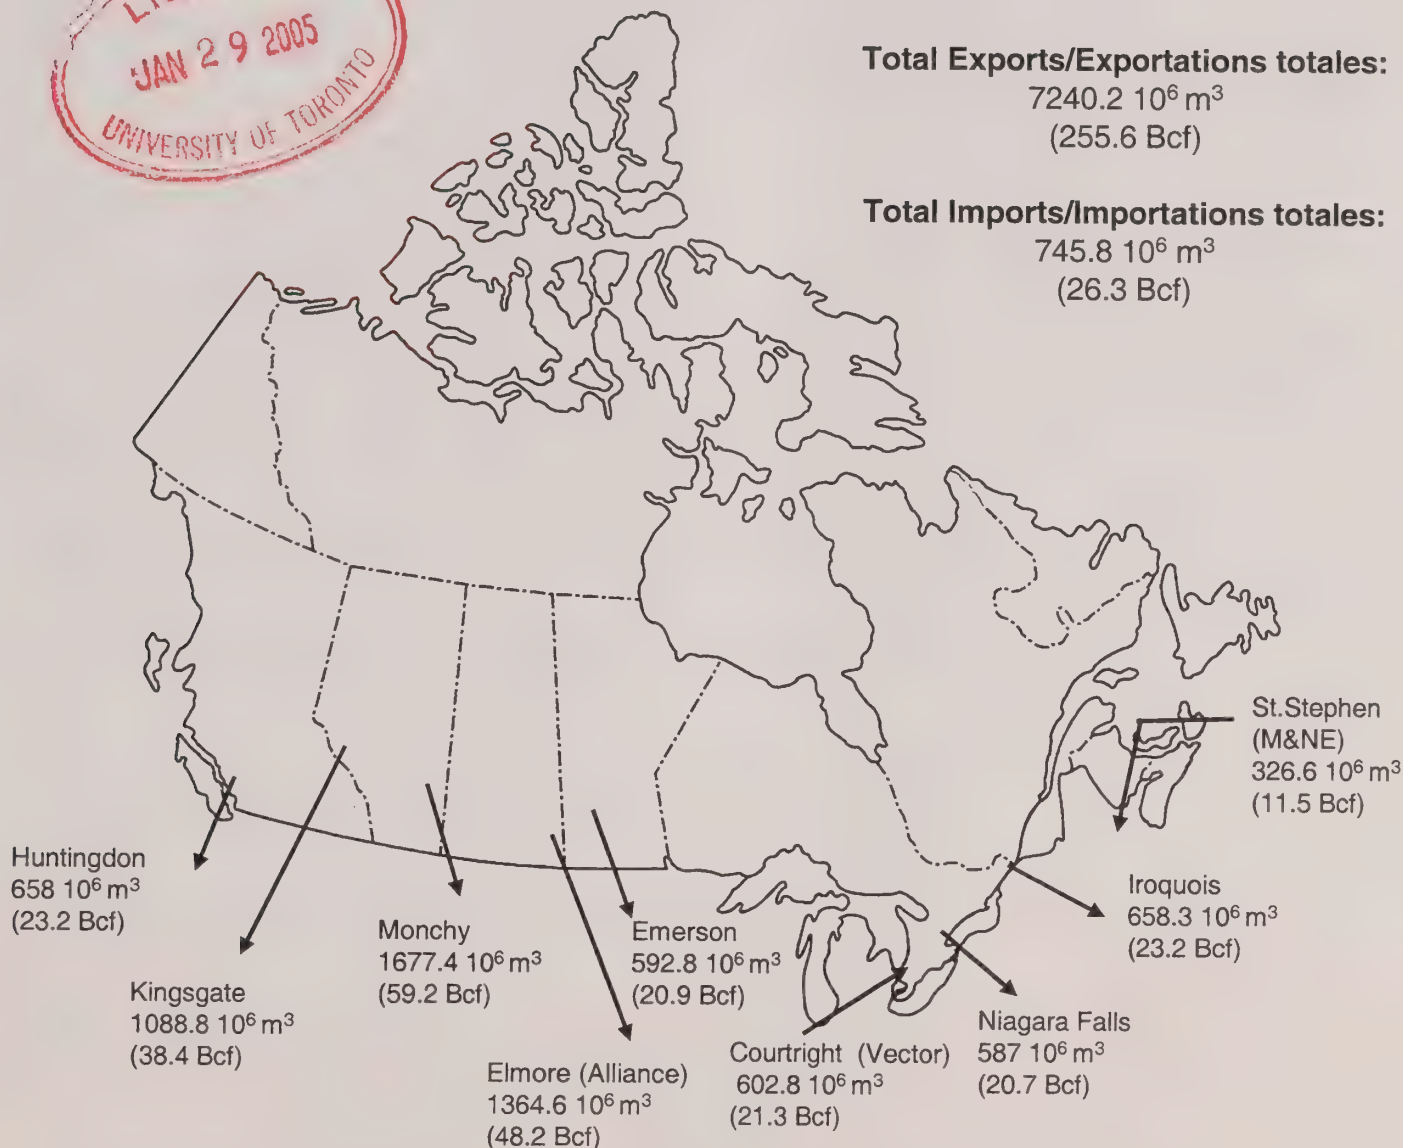 JAN 29 2005
UNIVERSITY OF TORONTO
Total Exports/Exportations totales:
7240.2 10⁶ m³
(255.6 Bcf)
Total Imports/Importations totales:
745.8 10⁶ m³
(26.3 Bcf)
St.Stephen
(M&NE)
326.6 10⁶ m³
(11.5 Bcf)
Huntingdon
658 10⁶ m³
(23.2 Bcf)
Iroquois
658.3 10⁶ m³
(23.2 Bcf)
Monchy
1677.4 10⁶ m³
(59.2 Bcf)
Emerson
592.8 10⁶ m³
(20.9 Bcf)
Kingsgate
1088.8 10⁶ m³
(38.4 Bcf)
Niagara Falls
587 10⁶ m³
(20.7 Bcf)
Courtright (Vector)
602.8 10⁶ m³
(21.3 Bcf)
Elmore (Alliance)
1364.6 10⁶ m³
(48.2 Bcf)